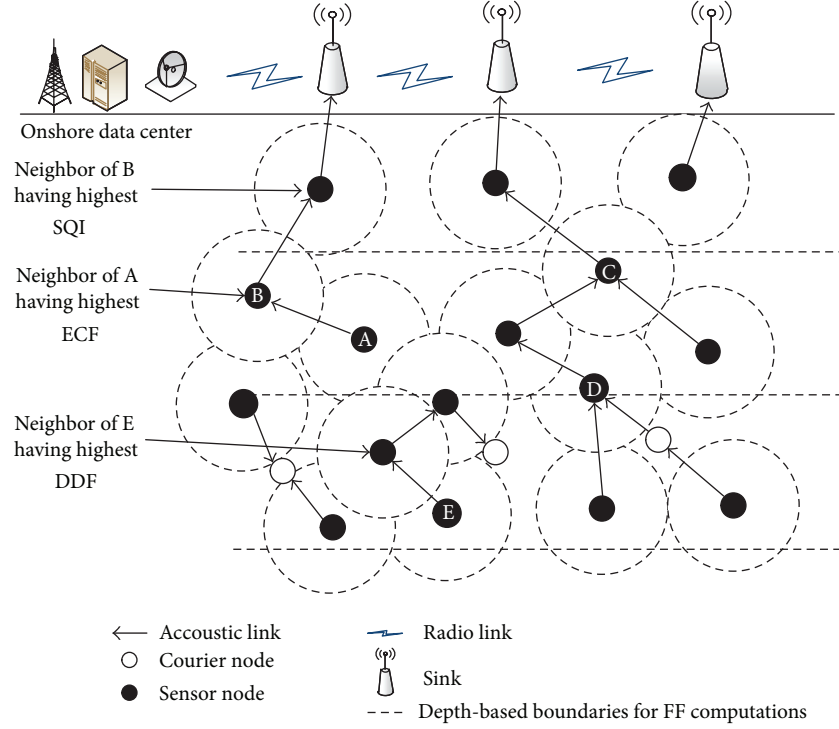 Onshore data center
Neighbor of B
having highest
SQI
Neighbor of A
having highest
ECF
Neighbor of E
having highest
DDF
B
A
C
D
E
Accoustic link
Courier node
Sensor node
Radio link
Sink
Depth-based boundaries for FF computations